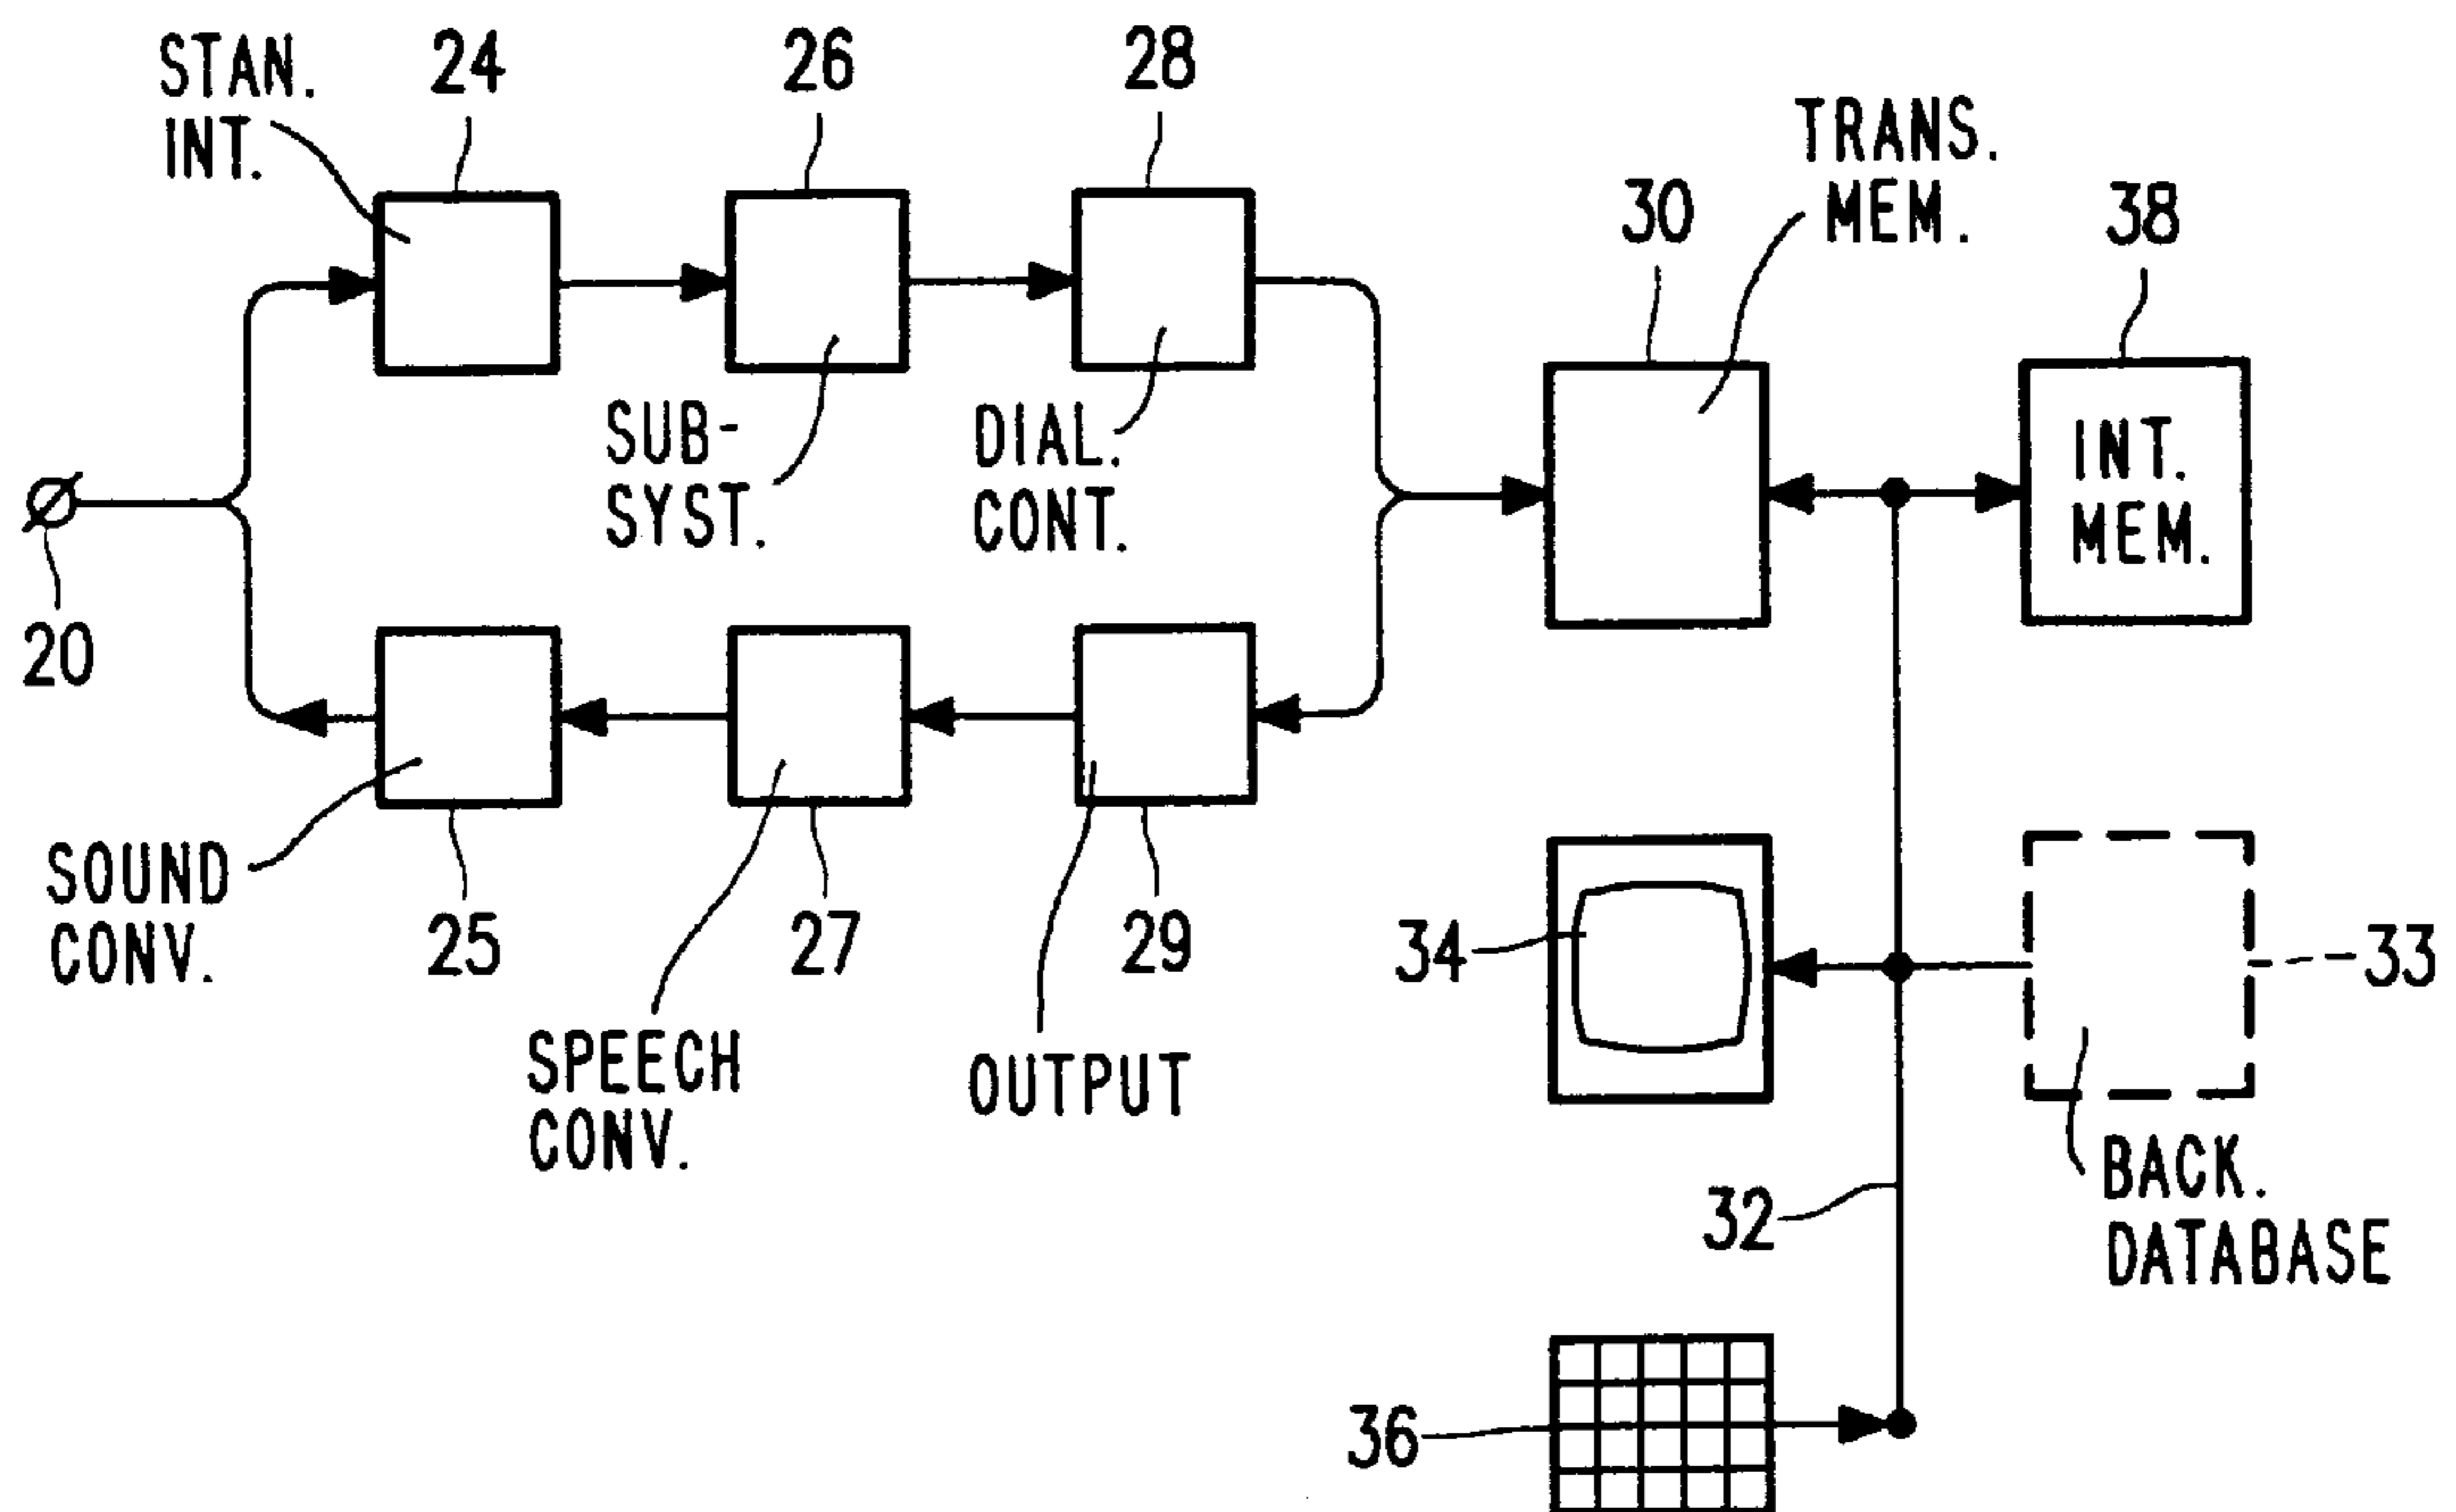 STAN.
INT.
24
26
28
TRANS.
MEM.
30
38
SUB-
SYST.
DIAL.
CONT.
INT.
MEM.
20
SOUND
CONV.
25
27
29
34
33
SPEECH
CONV.
OUTPUT
32
BACK.
DATABASE
36